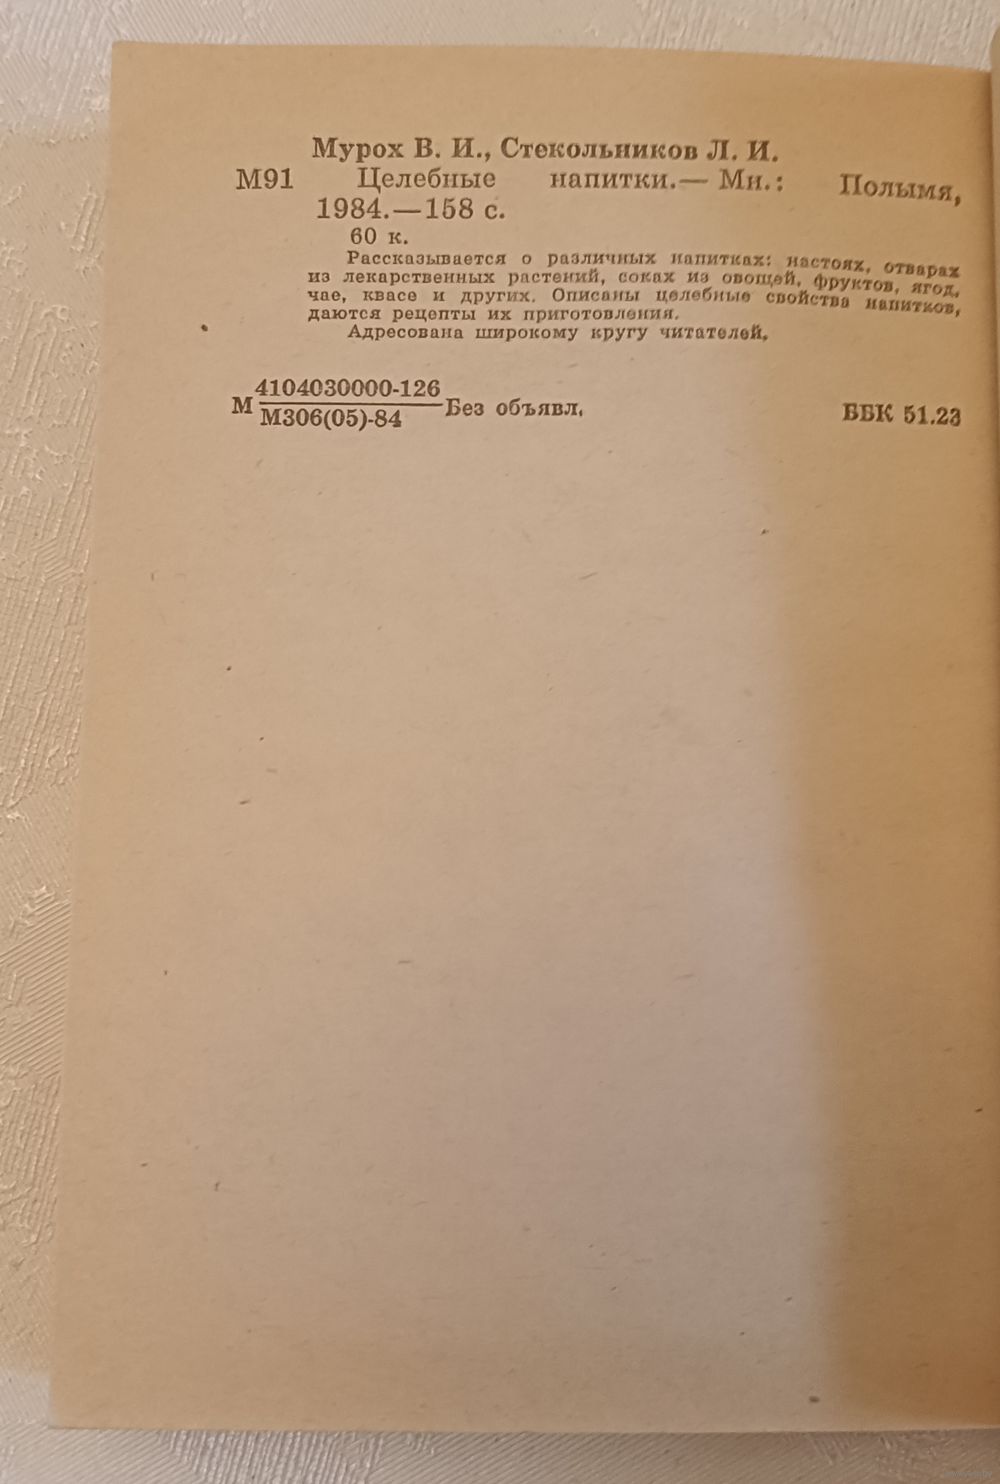 Мурох В. И., Стекольников Л. И.
М91 Целебные напитки.— Мн.: Полымя,
1984.—158 с.
60 к.
Рассказывается о различных напитках: настоях, отварах
из лекарственных растений, соках из овощей, фруктов, ягод,
чае, квасе и других. Описаны целебные свойства напитков,
даются рецепты их приготовления.
Адресована широкому кругу читателей.
4104030000-126
М Без объявл.
М306(05)-84
ББК 51.23